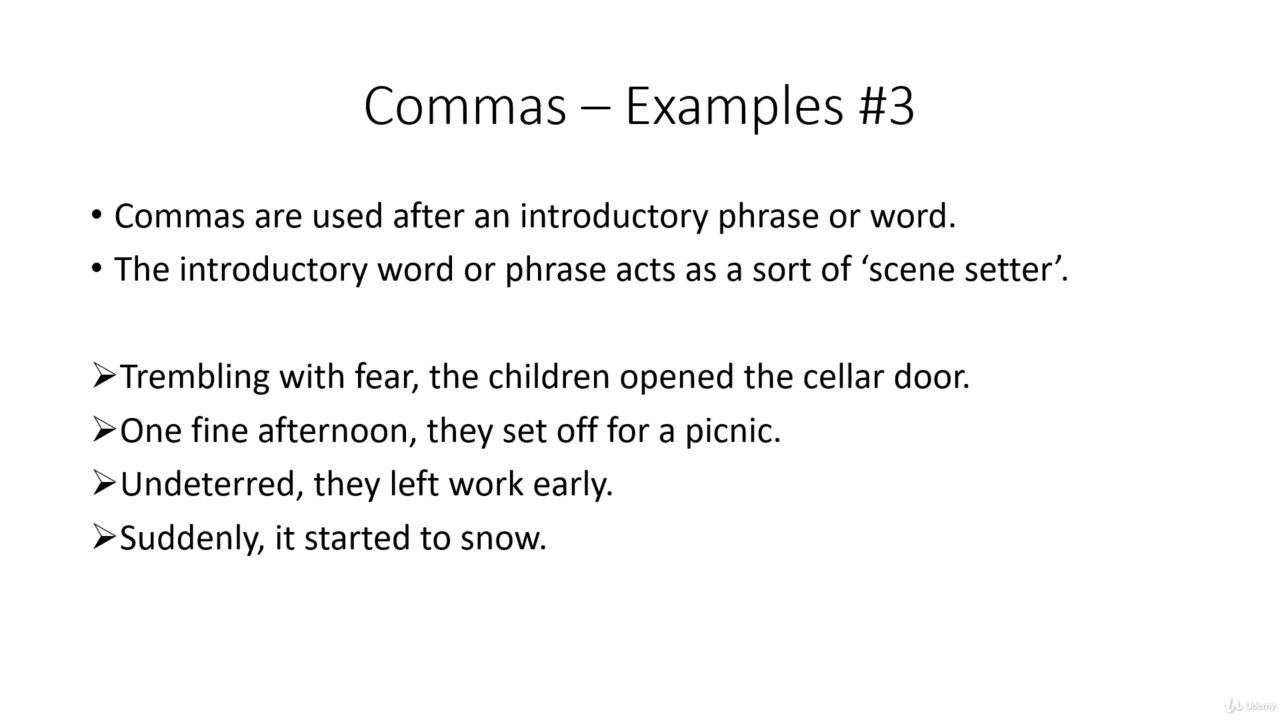 Commas – Examples #3
• Commas are used after an introductory phrase or word.
• The introductory word or phrase acts as a sort of ‘scene setter’.
➢Trembling with fear, the children opened the cellar door.
➢One fine afternoon, they set off for a picnic.
➢Undeterred, they left work early.
➢Suddenly, it started to snow.
Udemy